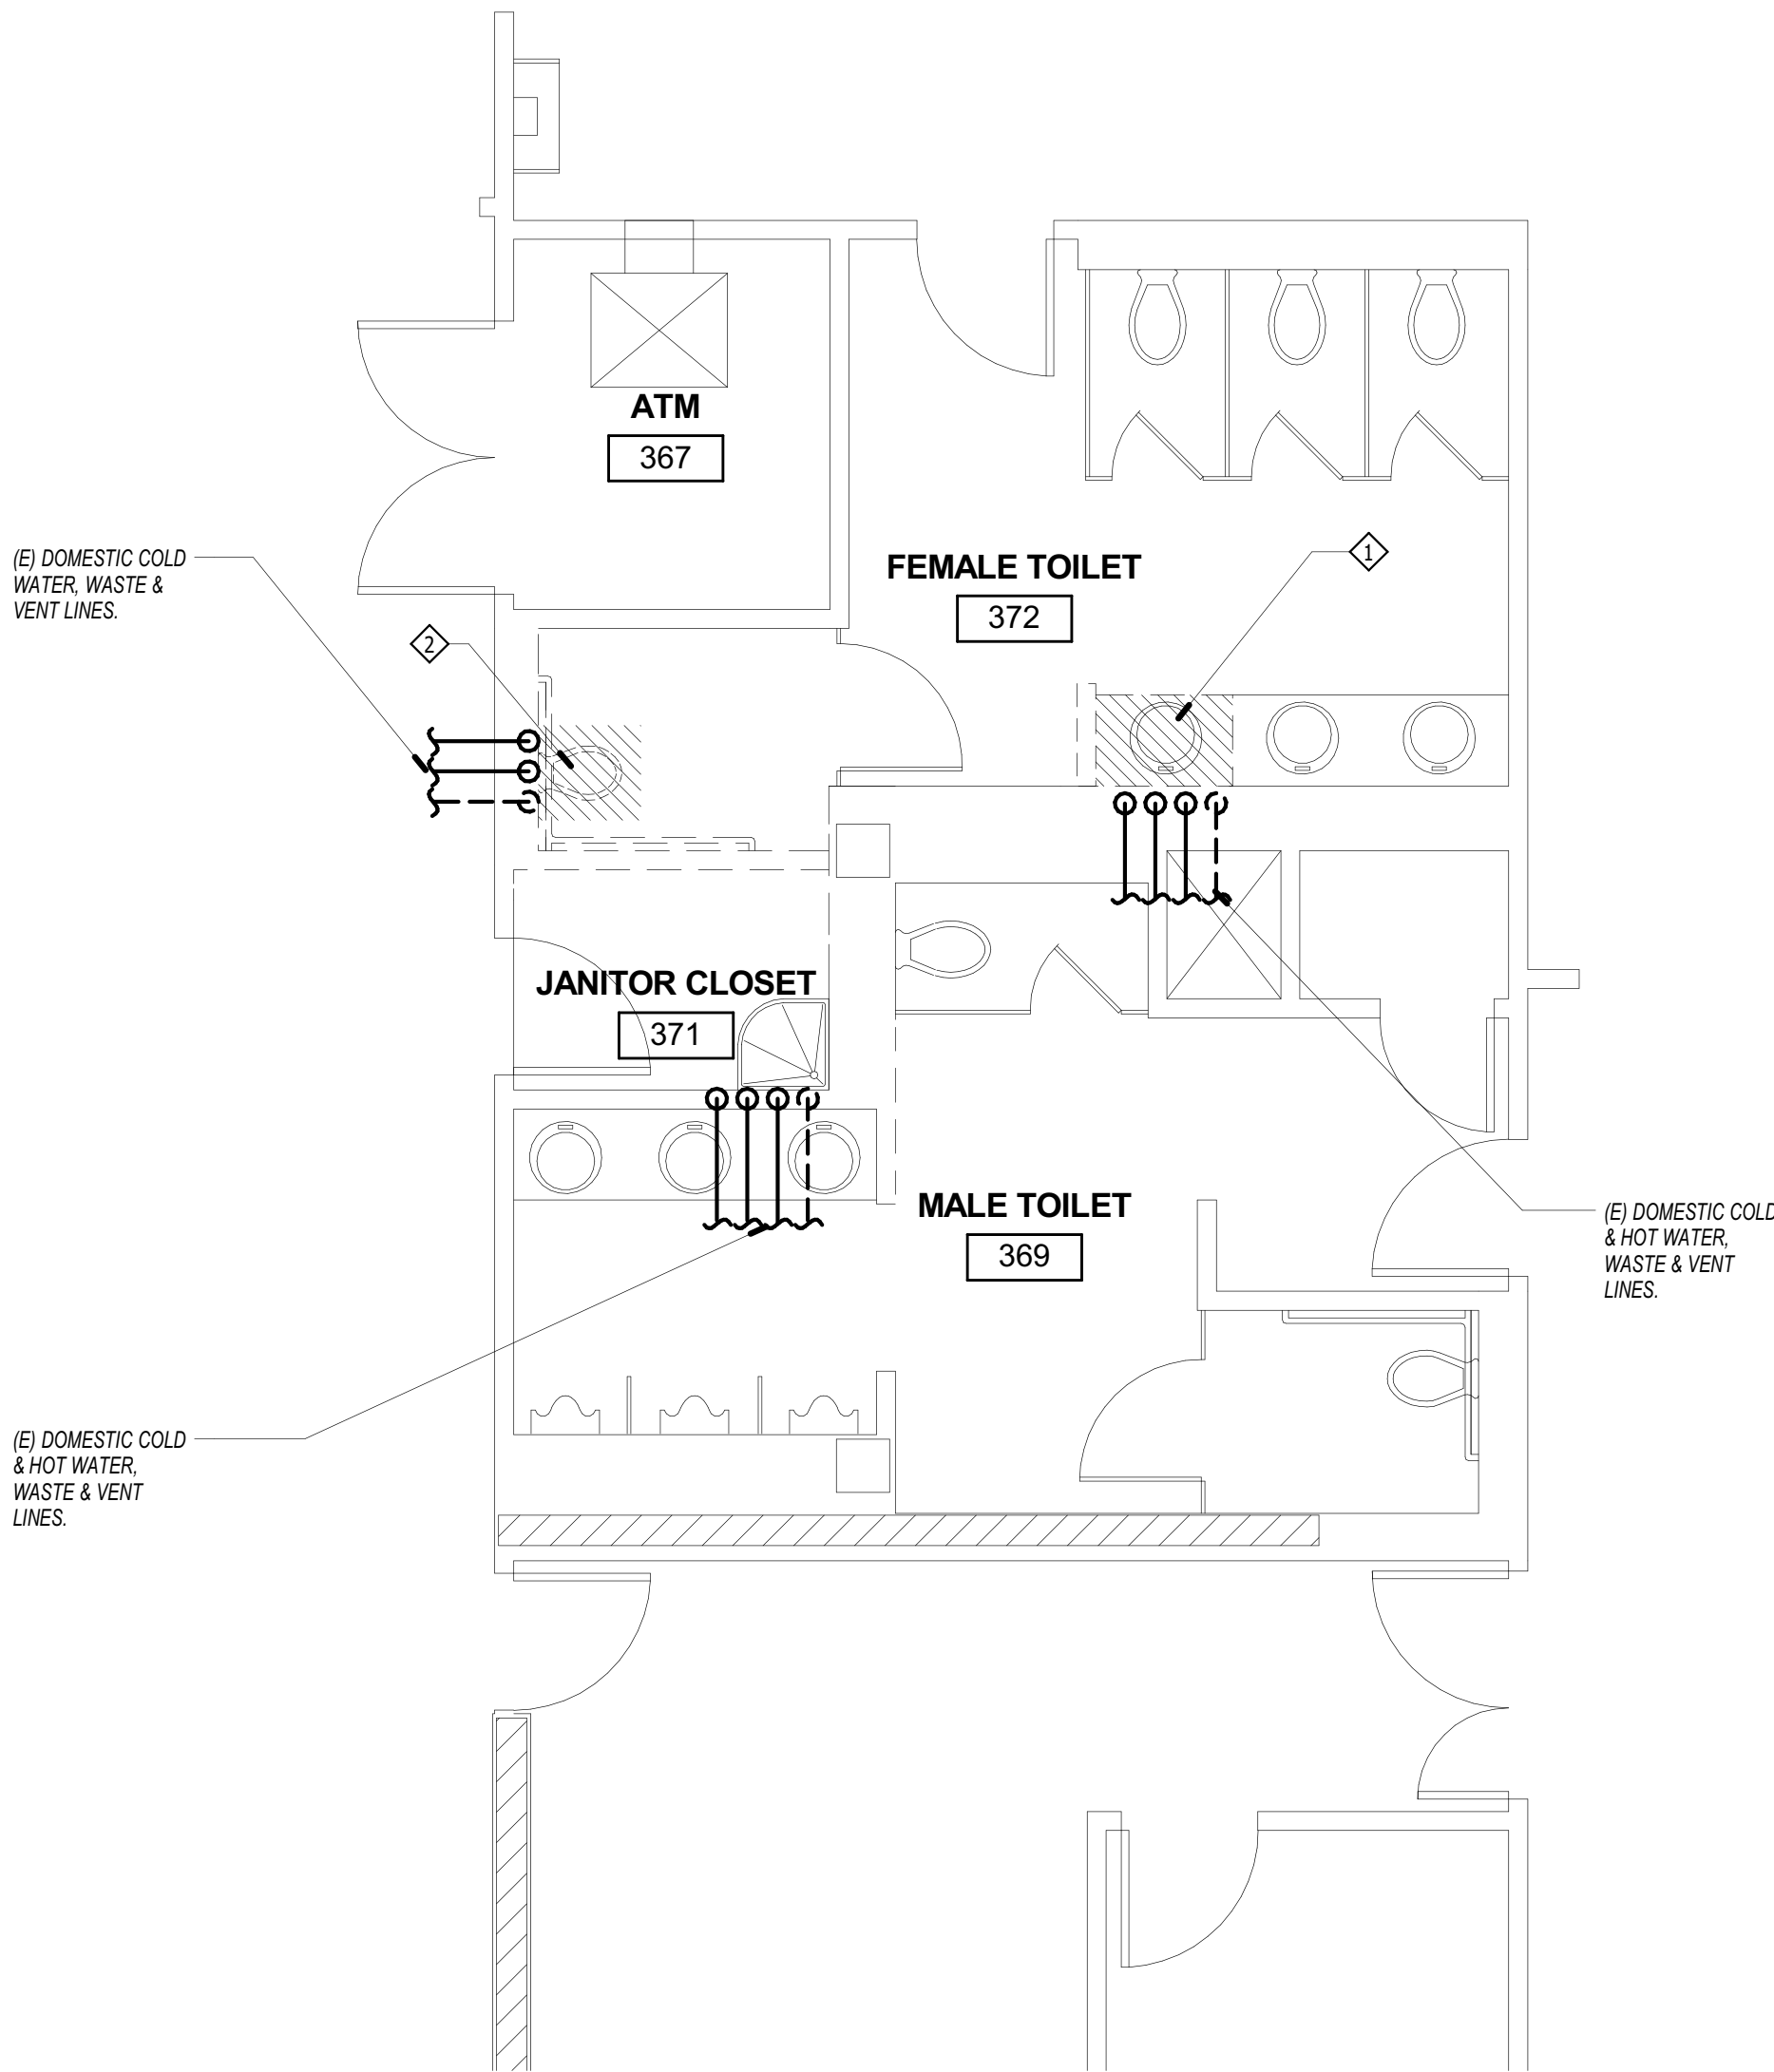 ATM
367
(E) DOMESTIC COLD
WATER, WASTE &
VENT LINES.
1
FEMALE TOILET
372
2
JANITOR CLOSET
371
MALE TOILET
369
(E) DOMESTIC COLD
& HOT WATER,
WASTE & VENT
LINES.
(E) DOMESTIC COLD
& HOT WATER,
WASTE & VENT
LINES.